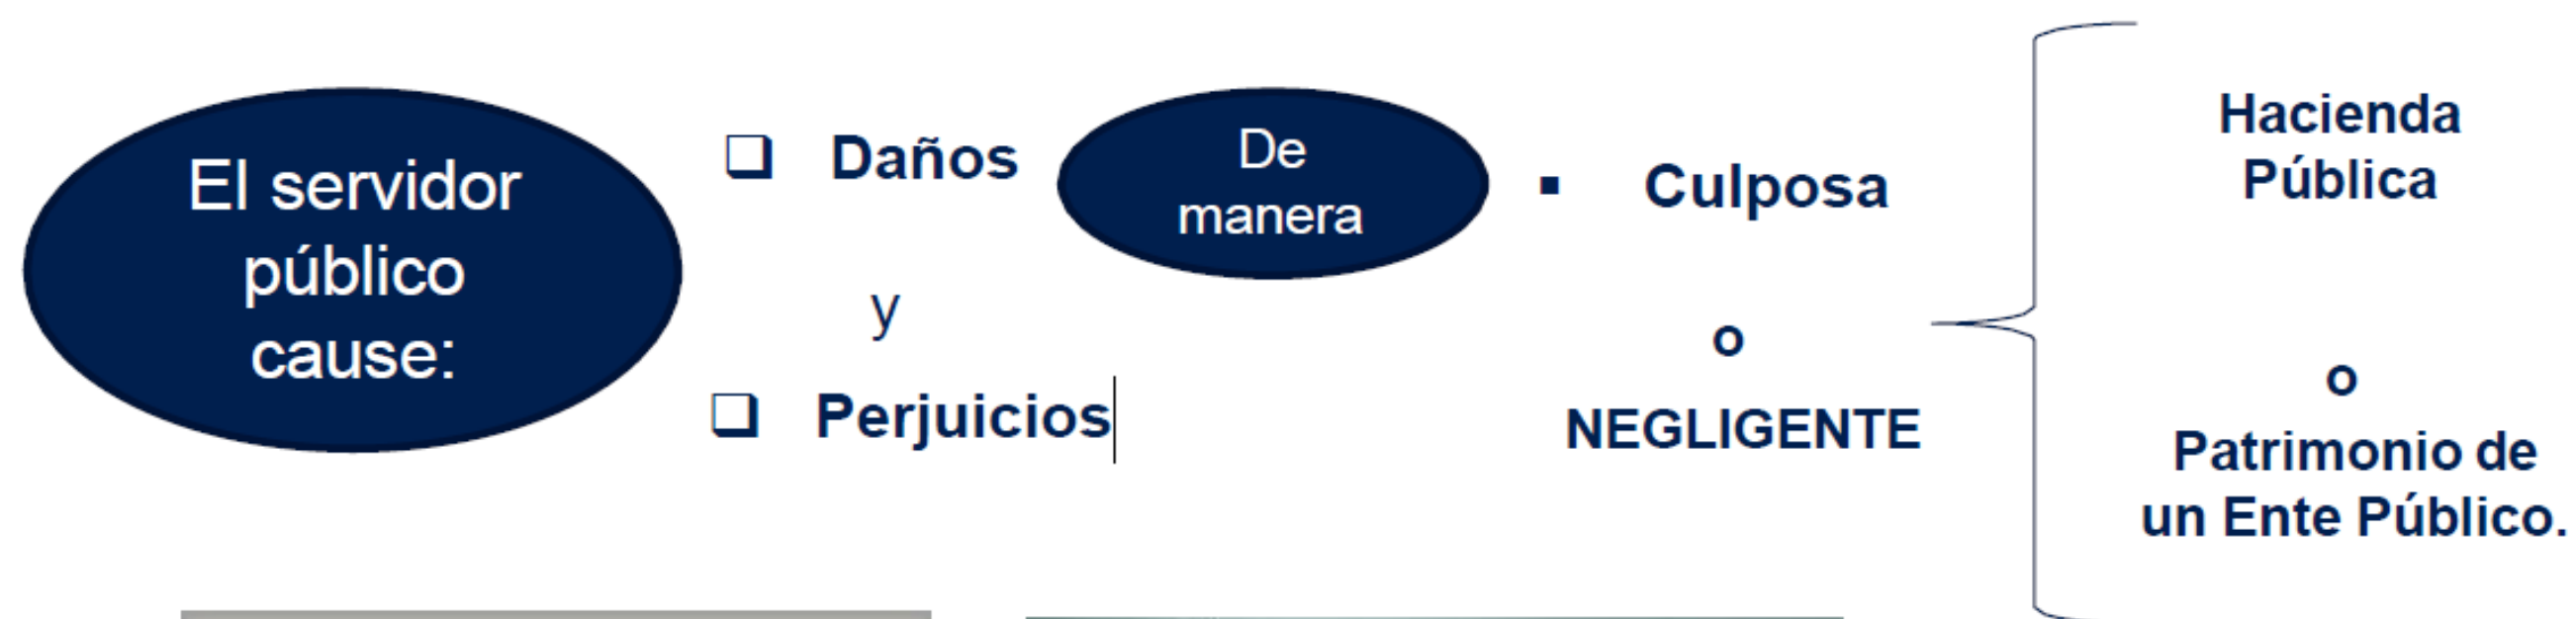 El servidor
público
cause:
❑ Daños
y
❑ Perjuicios
De
manera
▪ Culposa
o
NEGLIGENTE
Hacienda
Pública
o
Patrimonio de
un Ente Público.